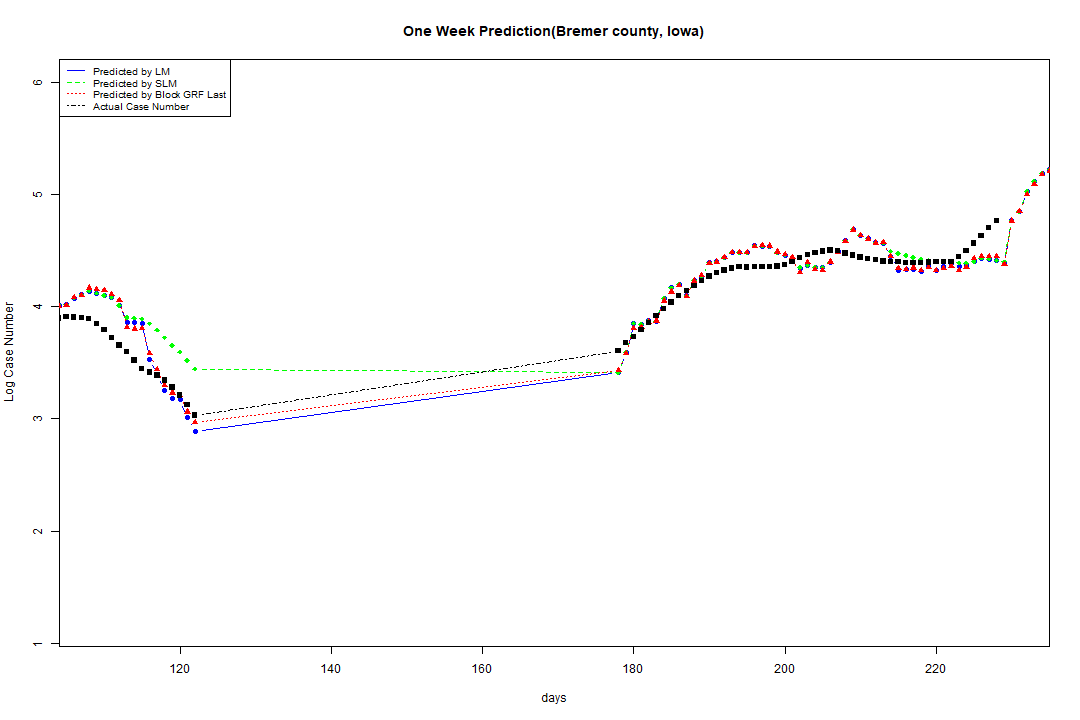 One Week Prediction(Bremer county, Iowa)
Predicted by LM
Predicted by SLM
Predicted by Block GRF Last
Actual Case Number
6
5
4
3
2
1
Log Case Number
120 140 160 180 200 220
days